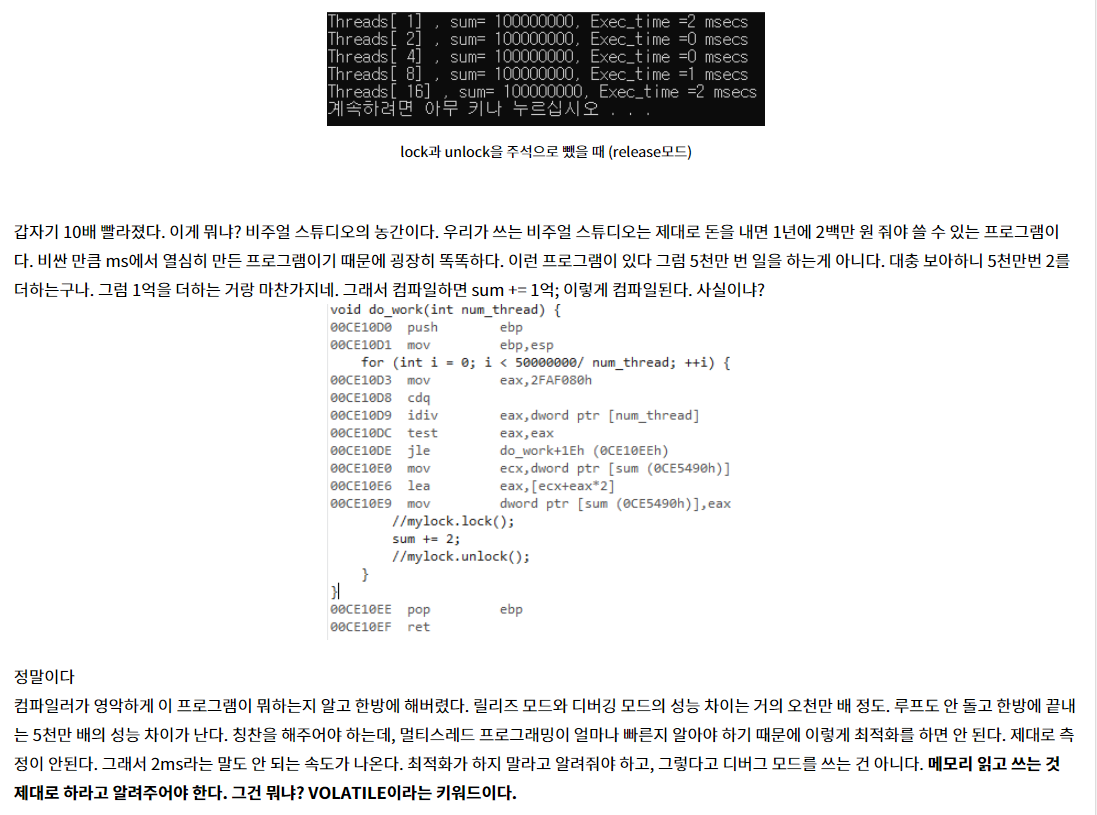 Threads[ 1] , sum= 100000000, Exec_time =2 msecs
Threads[ 2] , sum= 100000000, Exec_time =0 msecs
Threads[ 4] , sum= 100000000, Exec_time =0 msecs
Threads[ 8] , sum= 100000000, Exec_time =1 msecs
Threads[ 16] , sum= 100000000, Exec_time =2 msecs
계속하려면 아무 키나 누르십시오 . . .
lock과 unlock을 주석으로 뺐을 때 (release모드)
갑자기 10배 빨라졌다. 이게 뭐냐? 비주얼 스튜디오의 농간이다. 우리가 쓰는 비주얼 스튜디오는 제대로 돈을 내면 1년에 2백만 원 줘야 쓸 수 있는 프로그램이
다. 비싼 만큼 ms에서 열심히 만든 프로그램이기 때문에 굉장히 똑똑하다. 이런 프로그램이 있다 그럼 5천만 번 일을 하는게 아니다. 대충 보아하니 5천만번 2를
더하는구나. 그럼 1억을 더하는 거랑 마찬가지네. 그래서 컴파일하면 sum += 1억; 이렇게 컴파일된다. 사실이냐?
void do_work(int num_thread) {
00CE10D0 push ebp
00CE10D1 mov ebp,esp
for (int i = 0; i < 50000000/ num_thread; ++i) {
00CE10D3 mov eax,2FAF080h
00CE10D8 cdq
00CE10D9 idiv eax,dword ptr [num_thread]
00CE10DC test eax,eax
00CE10DE jle do_work+1Eh (0CE10EEh)
00CE10E0 mov ecx,dword ptr [sum (0CE5490h)]
00CE10E6 lea eax,[ecx+eax*2]
00CE10E9 mov dword ptr [sum (0CE5490h)],eax
//mylock.lock();
sum += 2;
//mylock.unlock();
}
}
00CE10EE pop ebp
00CE10EF ret
정말이다
컴파일러가 영악하게 이 프로그램이 뭐하는지 알고 한방에 해버렸다. 릴리즈 모드와 디버깅 모드의 성능 차이는 거의 오천만 배 정도. 루프도 안 돌고 한방에 끝내
는 5천만 배의 성능 차이가 난다. 칭찬을 해주어야 하는데, 멀티스레드 프로그래밍이 얼마나 빠른지 알아야 하기 때문에 이렇게 최적화를 하면 안 된다. 제대로 측
정이 안된다. 그래서 2ms라는 말도 안 되는 속도가 나온다. 최적화가 하지 말라고 알려줘야 하고, 그렇다고 디버그 모드를 쓰는 건 아니다. 메모리 읽고 쓰는 것
제대로 하라고 알려주어야 한다. 그건 뭐냐? VOLATILE이라는 키워드이다.